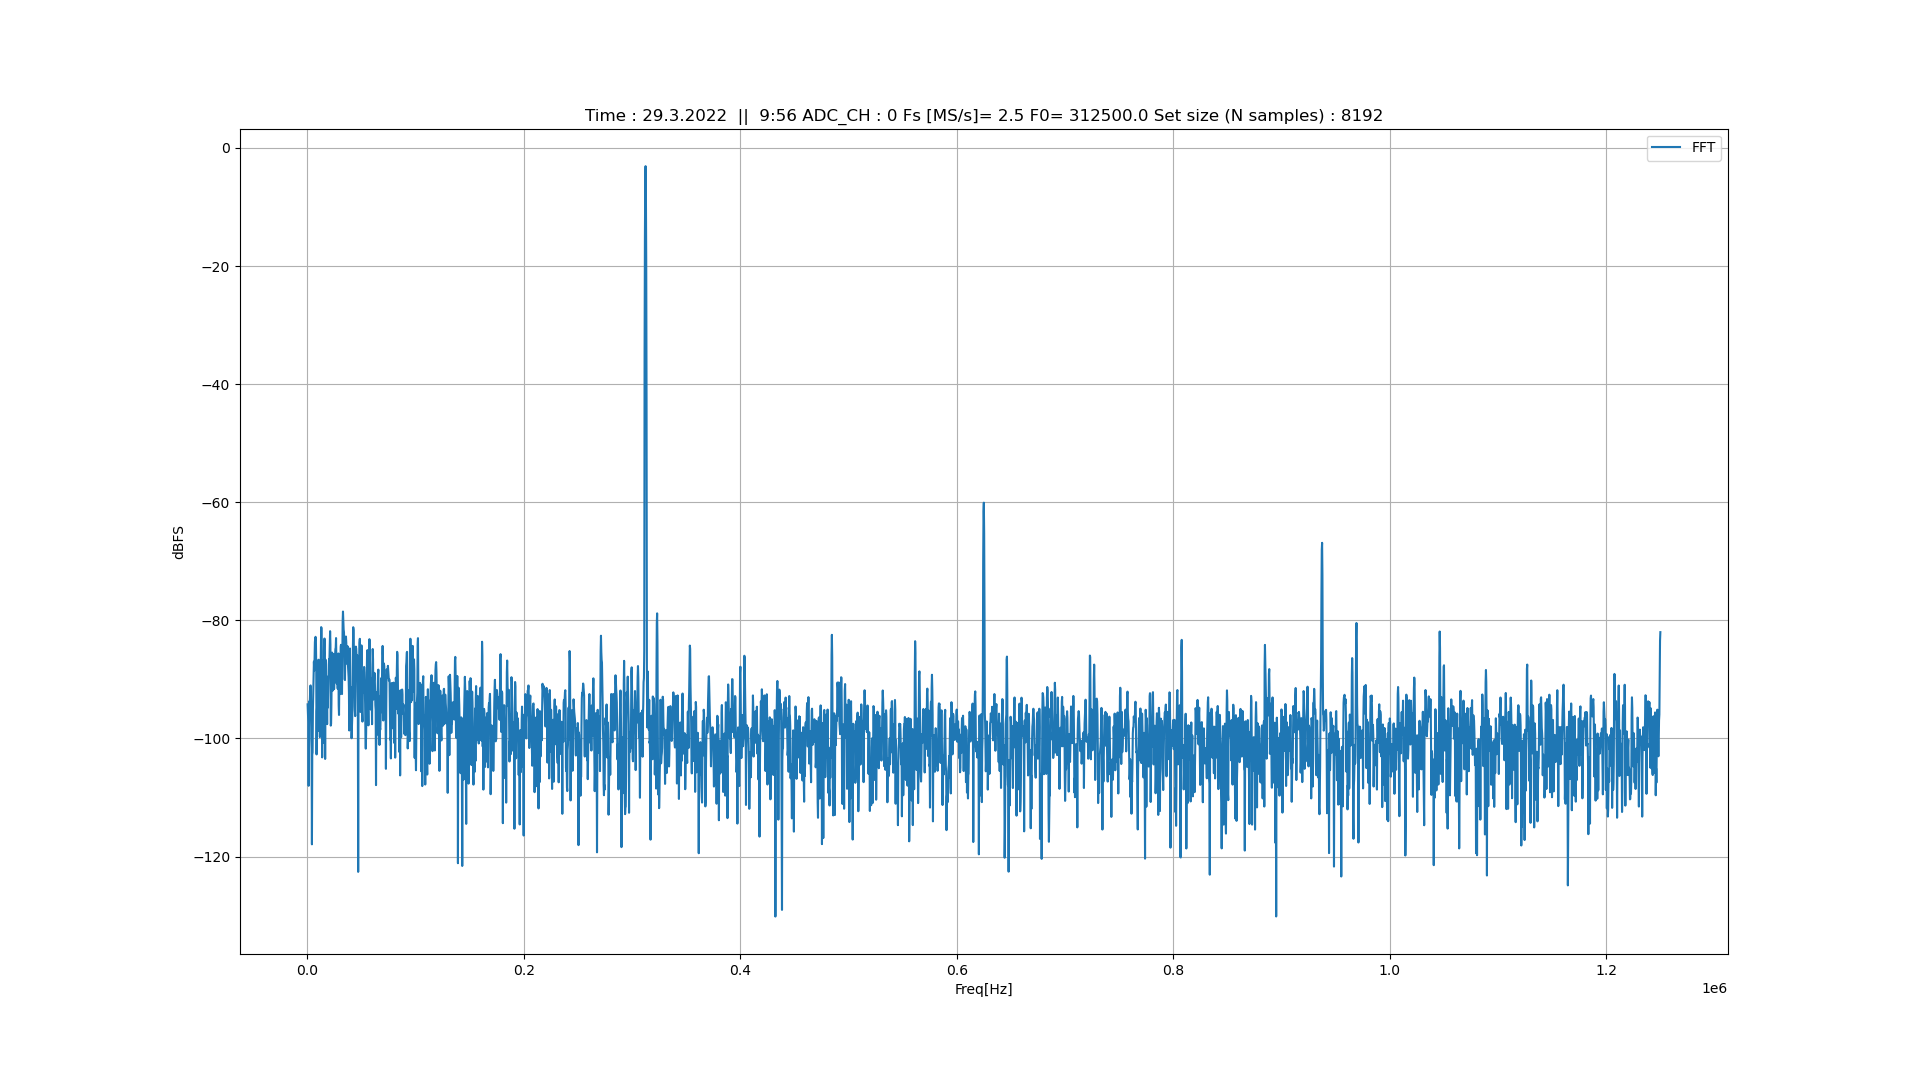 Time : 29.3.2022  ||  9:56 ADC_CH : 0 Fs [MS/s]= 2.5 F0= 312500.0 Set size (N samples) : 8192
FFT
0
−20
−40
−60
−80
−100
−120
dBFS
0.0 0.2 0.4 0.6 0.8 1.0 1.2
Freq[Hz]
1e6